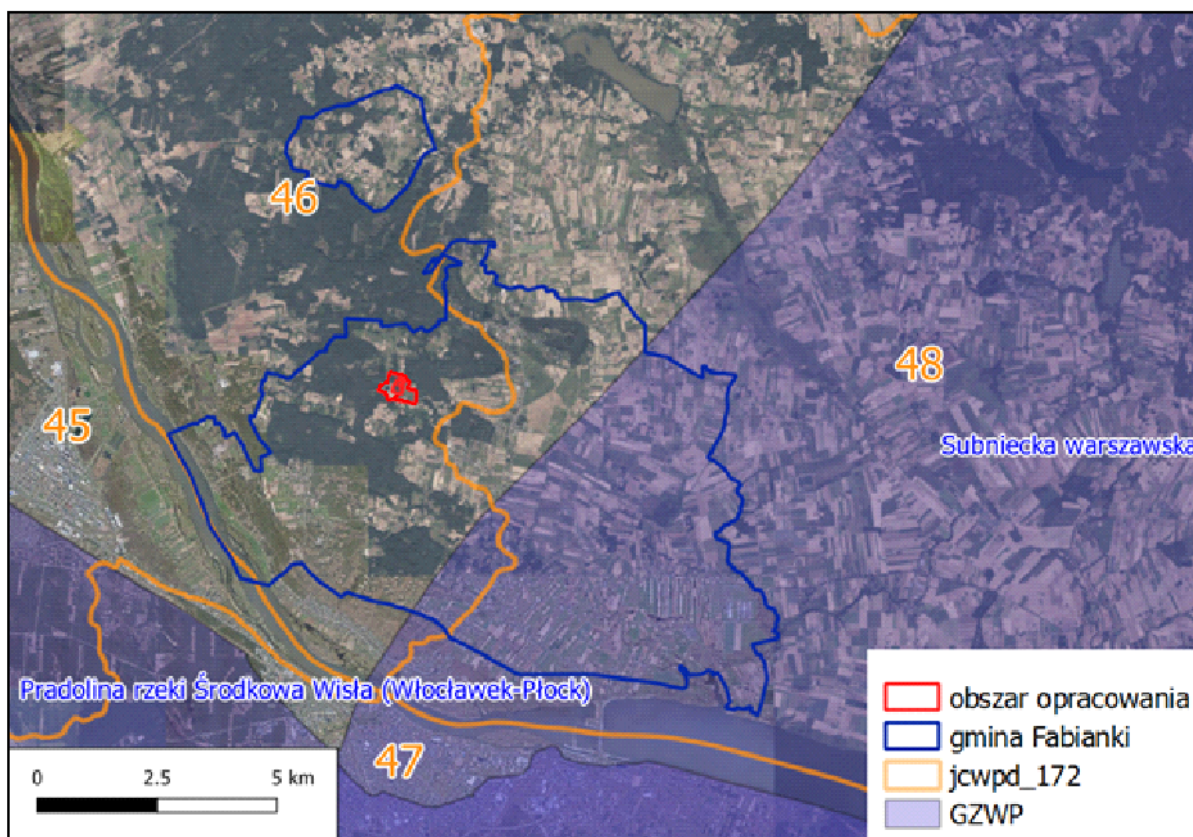 46
48
45
Subniecka warszawska
Pradolina rzeki Środkowa Wisła (Włocławek-Płock)
47
0 2.5 5 km
obszar opracowania
gmina Fabianki
jcwpd_172
GZWP